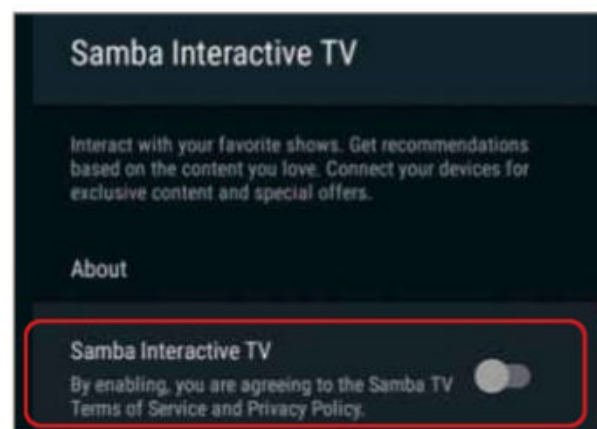 Samba Interactive TV
Interact with your favorite shows. Get recommendations
based on the content you love. Connect your devices for
exclusive content and special offers.
About
Samba Interactive TV
By enabling, you are agreeing to the Samba TV
Terms of Service and Privacy Policy.